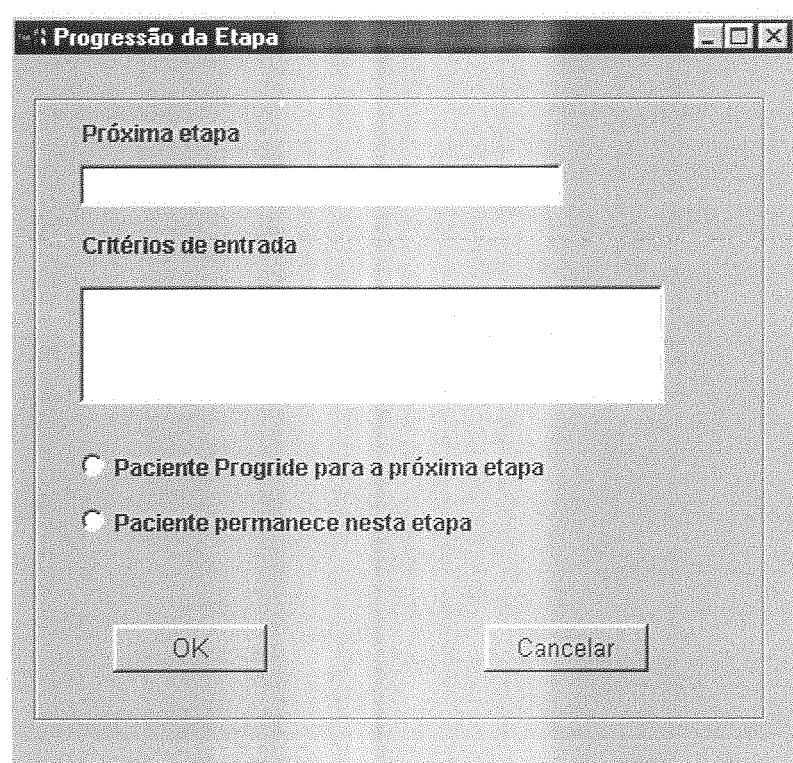 Progressão da Etapa
Próxima etapa
Critérios de entrada
Paciente Progride para a próxima etapa
Paciente permanece nesta etapa
OK
Cancelar